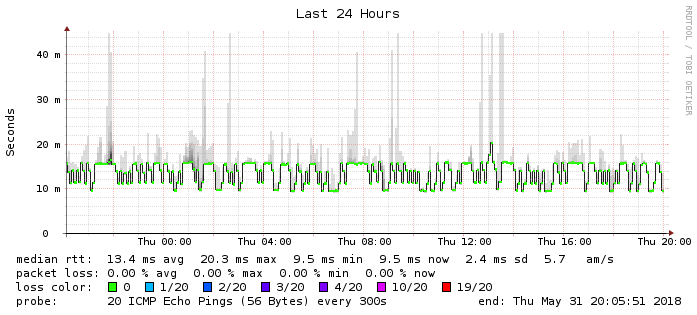 Last 24 Hours
RRDTOOL / TOBI OETIKER
Seconds
40 m
30 m
20 m
10 m
0
Thu 00:00 Thu 04:00 Thu 08:00 Thu 12:00 Thu 16:00 Thu 20:00
median rtt: 13.4 ms avg 20.3 ms max 9.5 ms min 9.5 ms now 2.4 ms sd 5.7 am/s
packet loss: 0.00 % avg 0.00 % max 0.00 % min 0.00 % now
loss color: 0 1/20 2/20 3/20 4/20 10/20 19/20
probe: 20 ICMP Echo Pings (56 Bytes) every 300s end: Thu May 31 20:05:51 2018